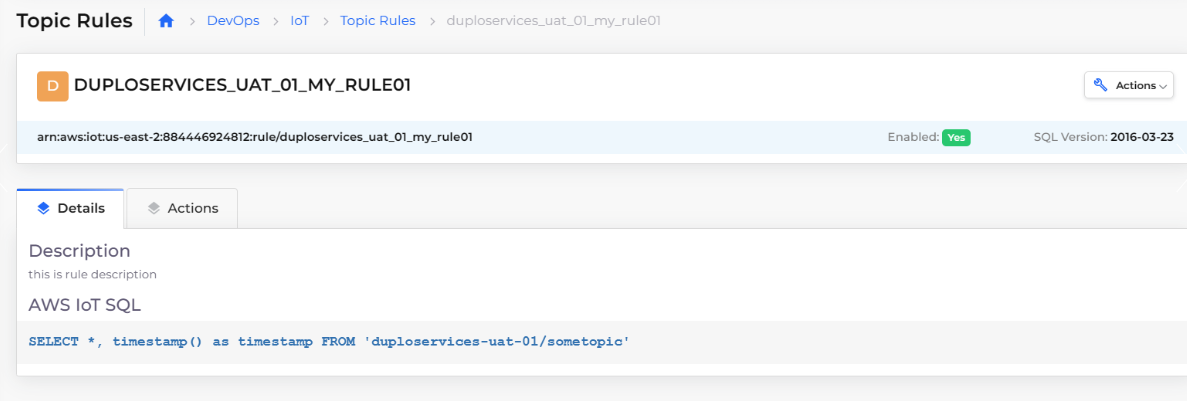 Topic Rules > DevOps > IoT > Topic Rules > duploservices_uat_01_my_rule01
D DUPLOSERVICES_UAT_01_MY_RULE01 Actions
arn:aws:iot:us-east-2:884446924812:rule/duploservices_uat_01_my_rule01 Enabled: Yes SQL Version: 2016-03-23
Details Actions
Description
this is rule description
AWS IoT SQL
SELECT *, timestamp() as timestamp FROM 'duploservices-uat-01/sometopic'